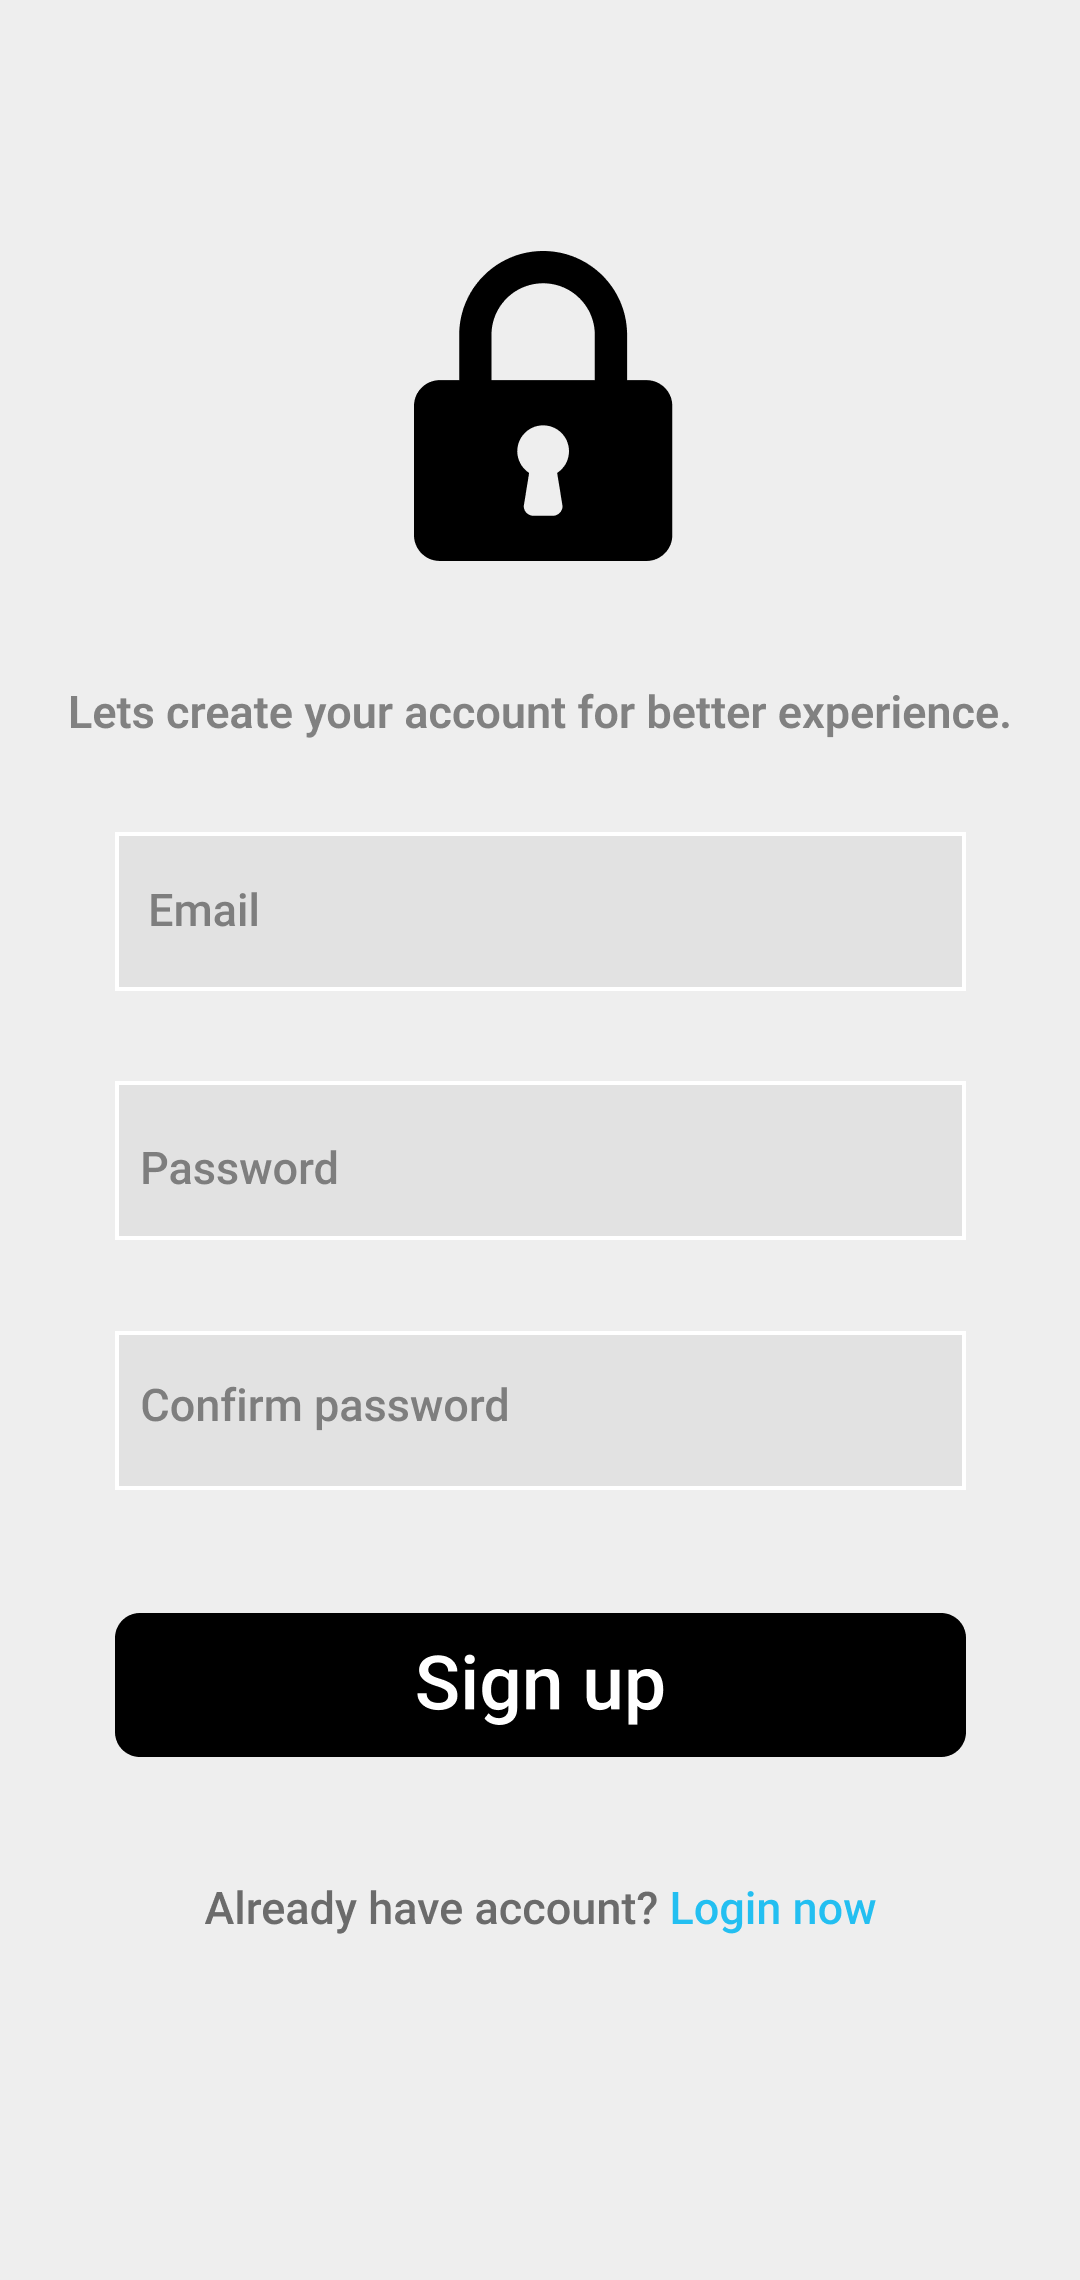 Lets create your account for better experience.
Email
Password
Confirm password
Sign up
Already have account? Login now